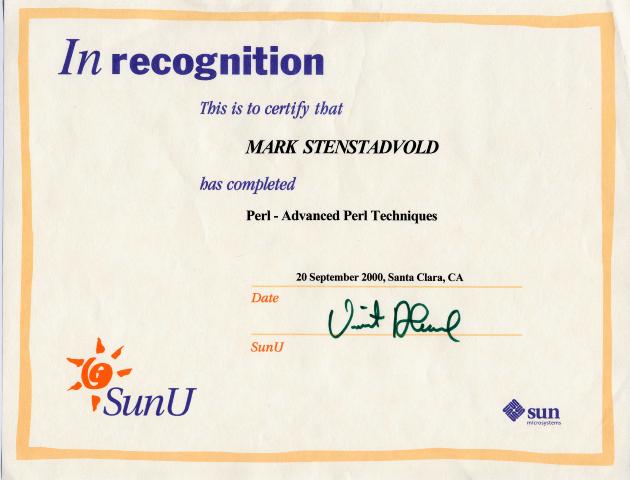 In recognition
This is to certify that
MARK STENSTADVOLD
has completed
Perl - Advanced Perl Techniques
20 September 2000, Santa Clara, CA
Date
SunU
SunU
sun
microsystems